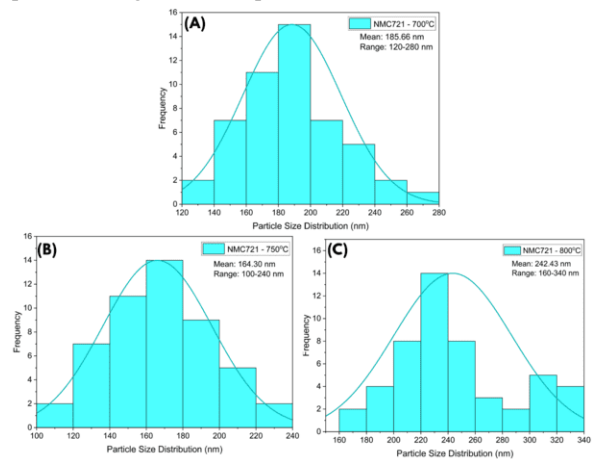 (A)
NMC721 - 700°C
Mean: 185.66 nm
Range: 120-280 nm
Frequency
16
14
12
10
8
6
4
2
0
120 140 160 180 200 220 240 260 280
Particle Size Distribution (nm)
(B)
NMC721 - 750°C
Mean: 164.30 nm
Range: 100-240 nm
Frequency
16
14
12
10
8
6
4
2
0
100 120 140 160 180 200 220 240
Particle Size Distribution (nm)
(C)
NMC721 - 800°C
Mean: 242.43 nm
Range: 160-340 nm
Frequency
16
14
12
10
8
6
4
2
0
160 180 200 220 240 260 280 300 320 340
Particle Size Distribution (nm)